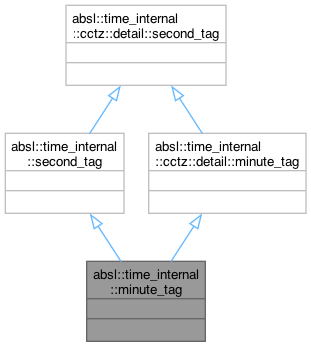 absl::time_internal
::cctz::detail::second_tag
absl::time_internal
::second_tag
absl::time_internal
::cctz::detail::minute_tag
absl::time_internal
::minute_tag